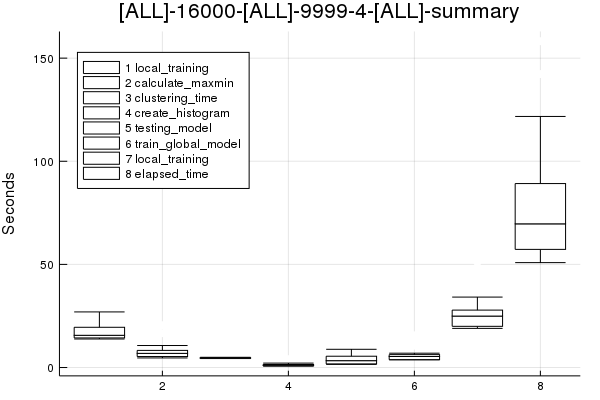 [ALL]-16000-[ALL]-9999-4-[ALL]-summary
150
100
50
0
Seconds
1 local_training
2 calculate_maxmin
3 clustering_time
4 create_histogram
5 testing_model
6 train_global_model
7 local_training
8 elapsed_time
2
4
6
8